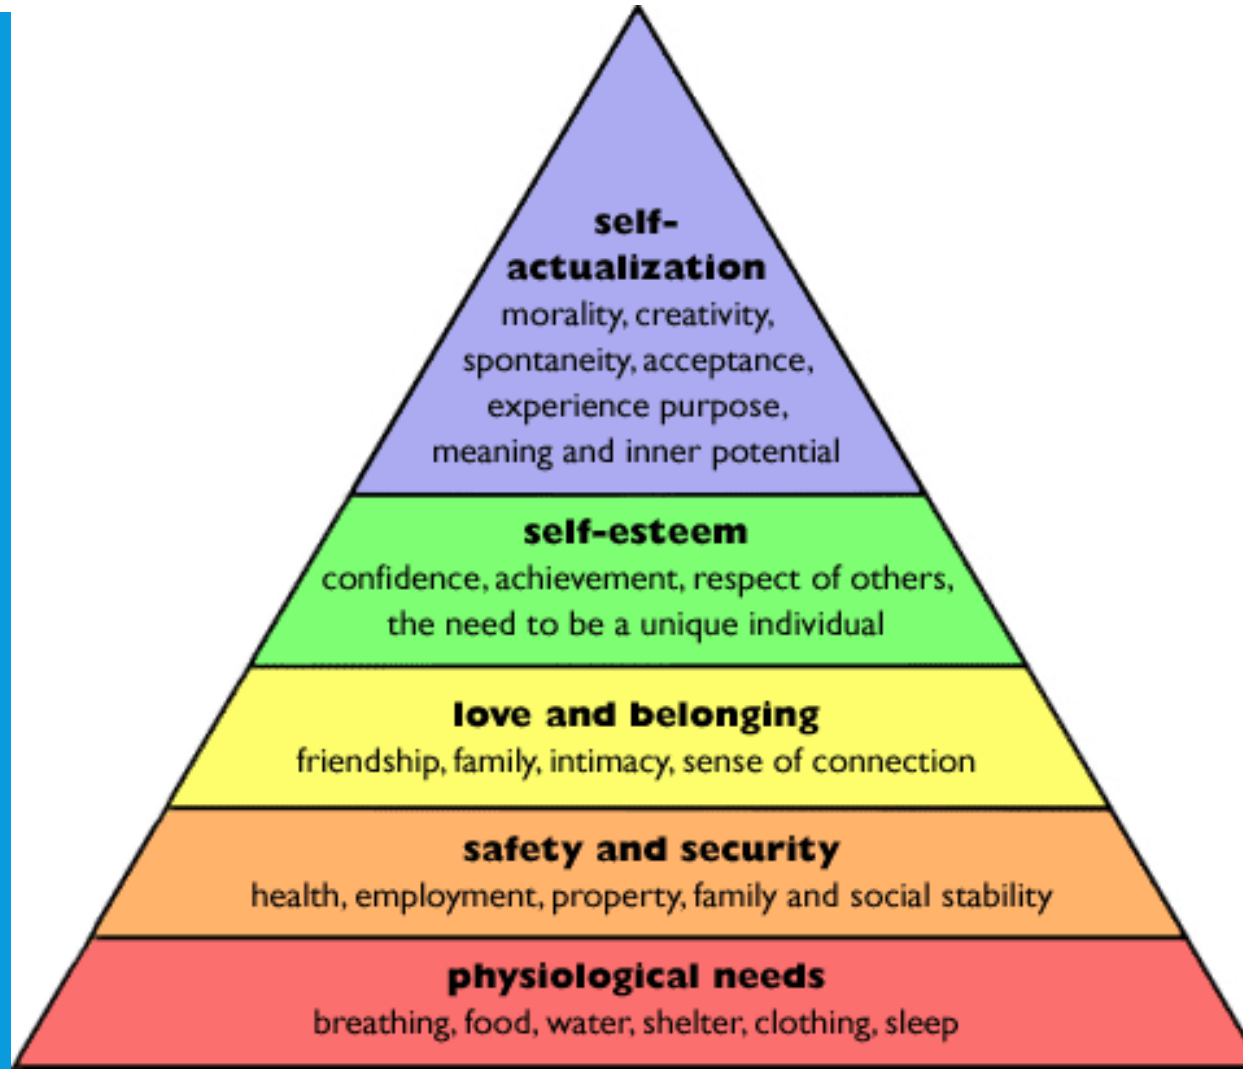 self-
actualization
morality, creativity,
spontaneity, acceptance,
experience purpose,
meaning and inner potential
self-esteem
confidence, achievement, respect of others,
the need to be a unique individual
love and belonging
friendship, family, intimacy, sense of connection
safety and security
health, employment, property, family and social stability
physiological needs
breathing, food, water, shelter, clothing, sleep